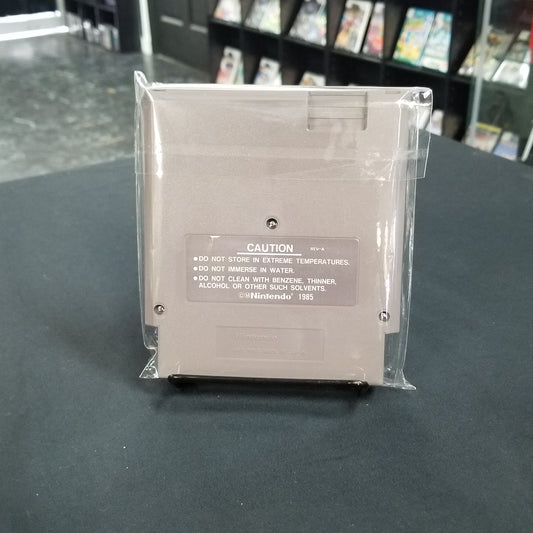 CAUTION REV-A
●DO NOT STORE IN EXTREME TEMPERATURES.
●DO NOT IMMERSE IN WATER.
●DO NOT CLEAN WITH BENZENE, THINNER,
ALCOHOL OR OTHER SUCH SOLVENTS.
©Ⓜ Nintendo® 1985